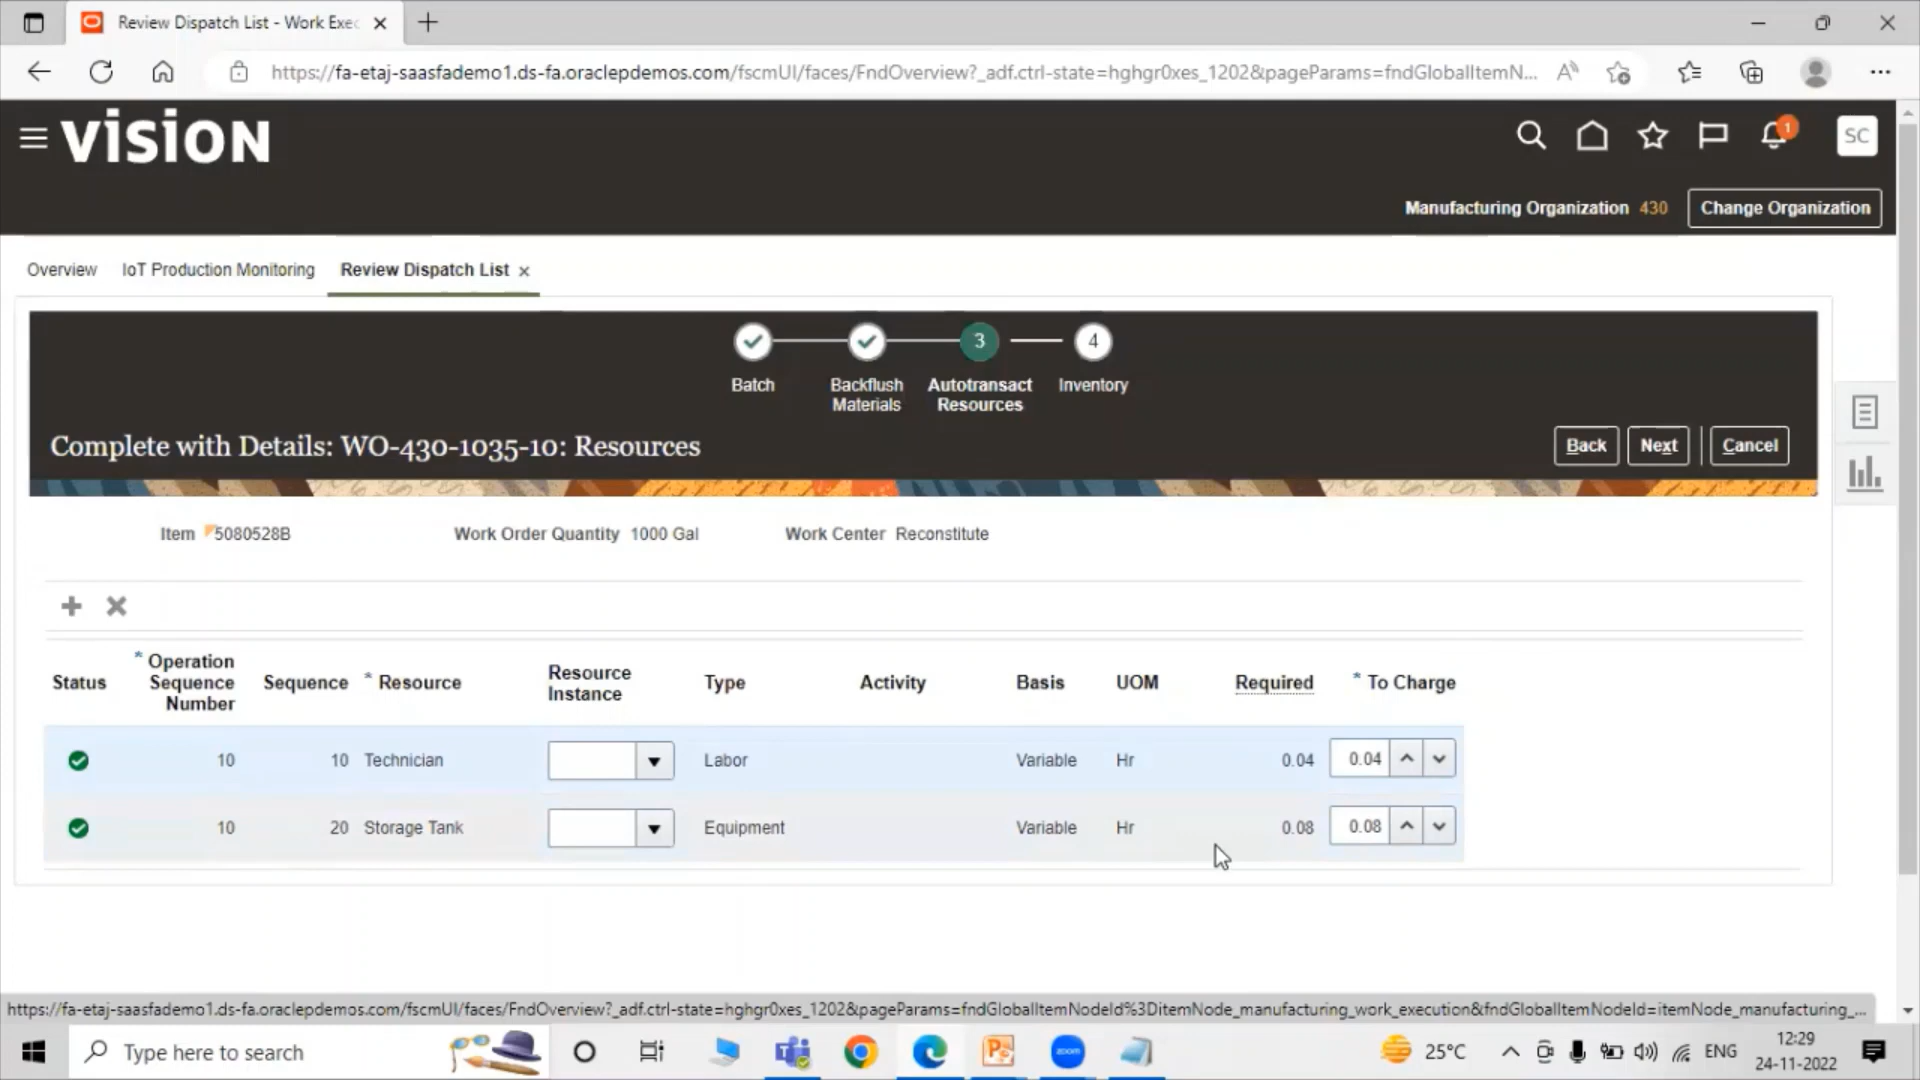 Review Dispatch List - Work Exec
https://fa-etaj-saasfademo1.ds-fa.oraclepdemos.com/fscmUI/faces/FndOverview?_adf.ctrl-state=hghgr0xes_1202&pageParams=fndGlobalItemN...
VISION
1
SC
Manufacturing Organization 430 Change Organization
Overview IoT Production Monitoring Review Dispatch List
3 4
Batch Backflush Materials Autotransact Resources Inventory
Complete with Details: WO-430-1035-10: Resources Back Next Cancel
Item 5080528B Work Order Quantity 1000 Gal Work Center Reconstitute
Status * Operation Sequence Number Sequence * Resource Resource Instance Type Activity Basis UOM Required * To Charge
10 10 Technician Labor Variable Hr 0.04 0.04
10 20 Storage Tank Equipment Variable Hr 0.08 0.08
https://fa-etaj-saasfademo1.ds-fa.oraclepdemos.com/fscmUI/faces/FndOverview?_adf.ctrl-state=hghgr0xes_1202&pageParams=fndGlobalItemNodeId%3DitemNode_manufacturing_work_execution&fndGlobalItemNodeId=itemNode_manufacturing_...
Type here to search zoom 25°C ENG 12:29
24-11-2022